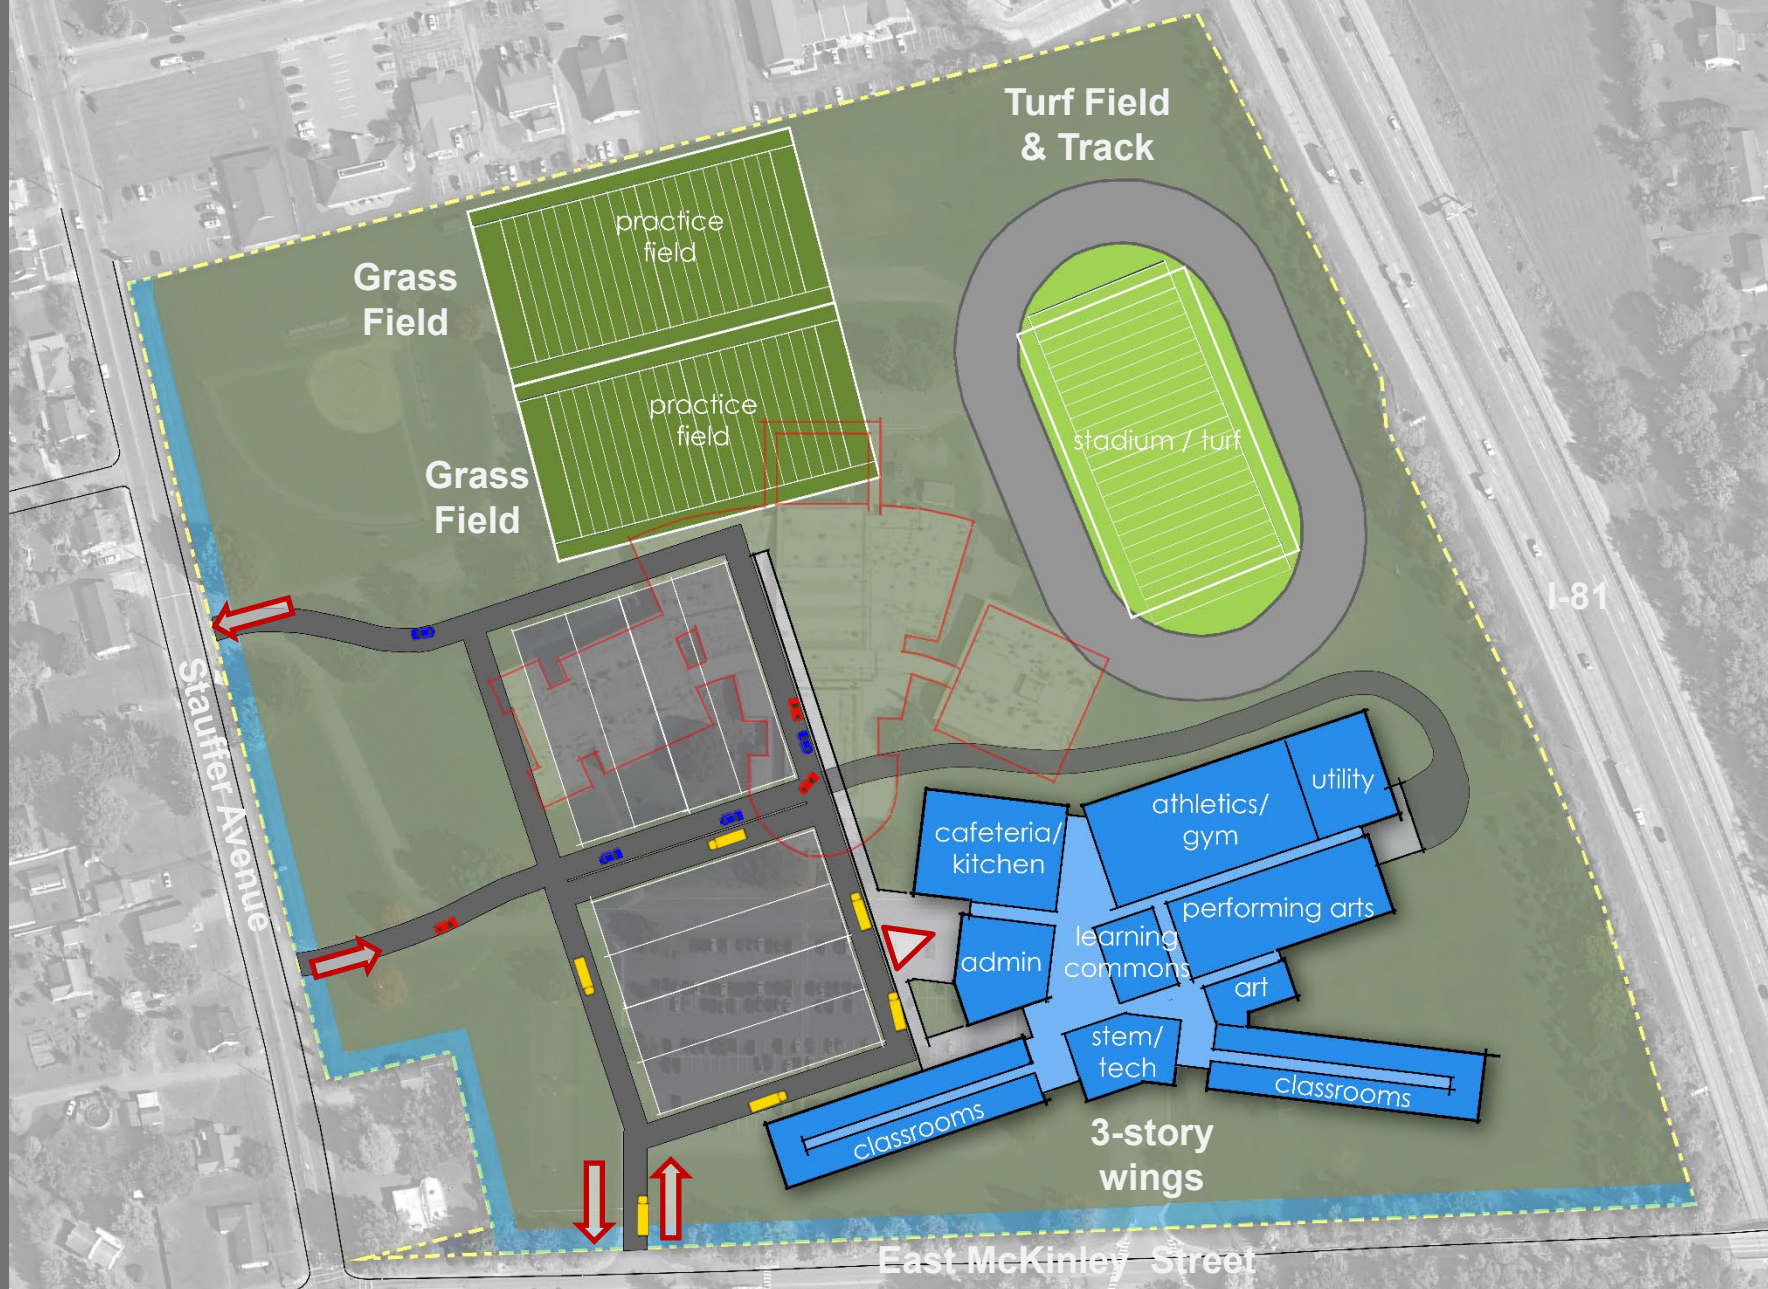 Turf Field
& Track
practice
field
Grass
Field
practice
field
stadium / turf
Grass
Field
I-81
Stauffer Avenue
utility
athletics/
gym
cafeteria/
kitchen
performing arts
learning
commons
admin
art
stem/
tech
classrooms
classrooms
3-story
wings
East McKinley Street